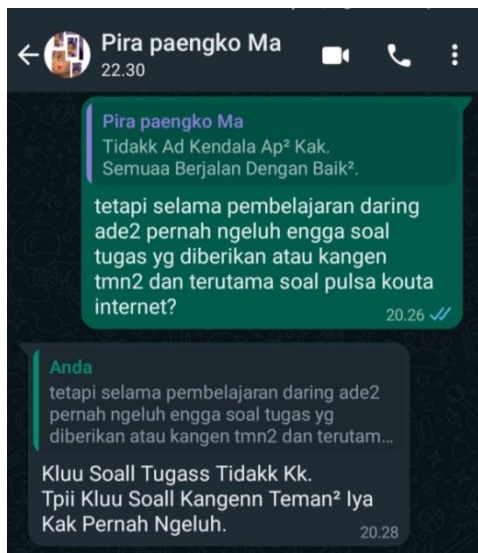 Pira paengko Ma
22.30
Pira paengko Ma
Tidakk Ad Kendala Ap² Kak.
Semuaa Berjalan Dengan Baik².
tetapi selama pembelajaran daring
ade2 pernah ngeluh engga soal
tugas yg diberikan atau kangen
tmn2 dan terutama soal pulsa kouta
internet?
20.26
Anda
tetapi selama pembelajaran daring ade2
pernah ngeluh engga soal tugas yg
diberikan atau kangen tmn2 dan terutam...
Kluu Soall Tugass Tidakk Kk.
Tpii Kluu Soall Kangenn Teman² Iya
Kak Pernah Ngeluh.
20.28